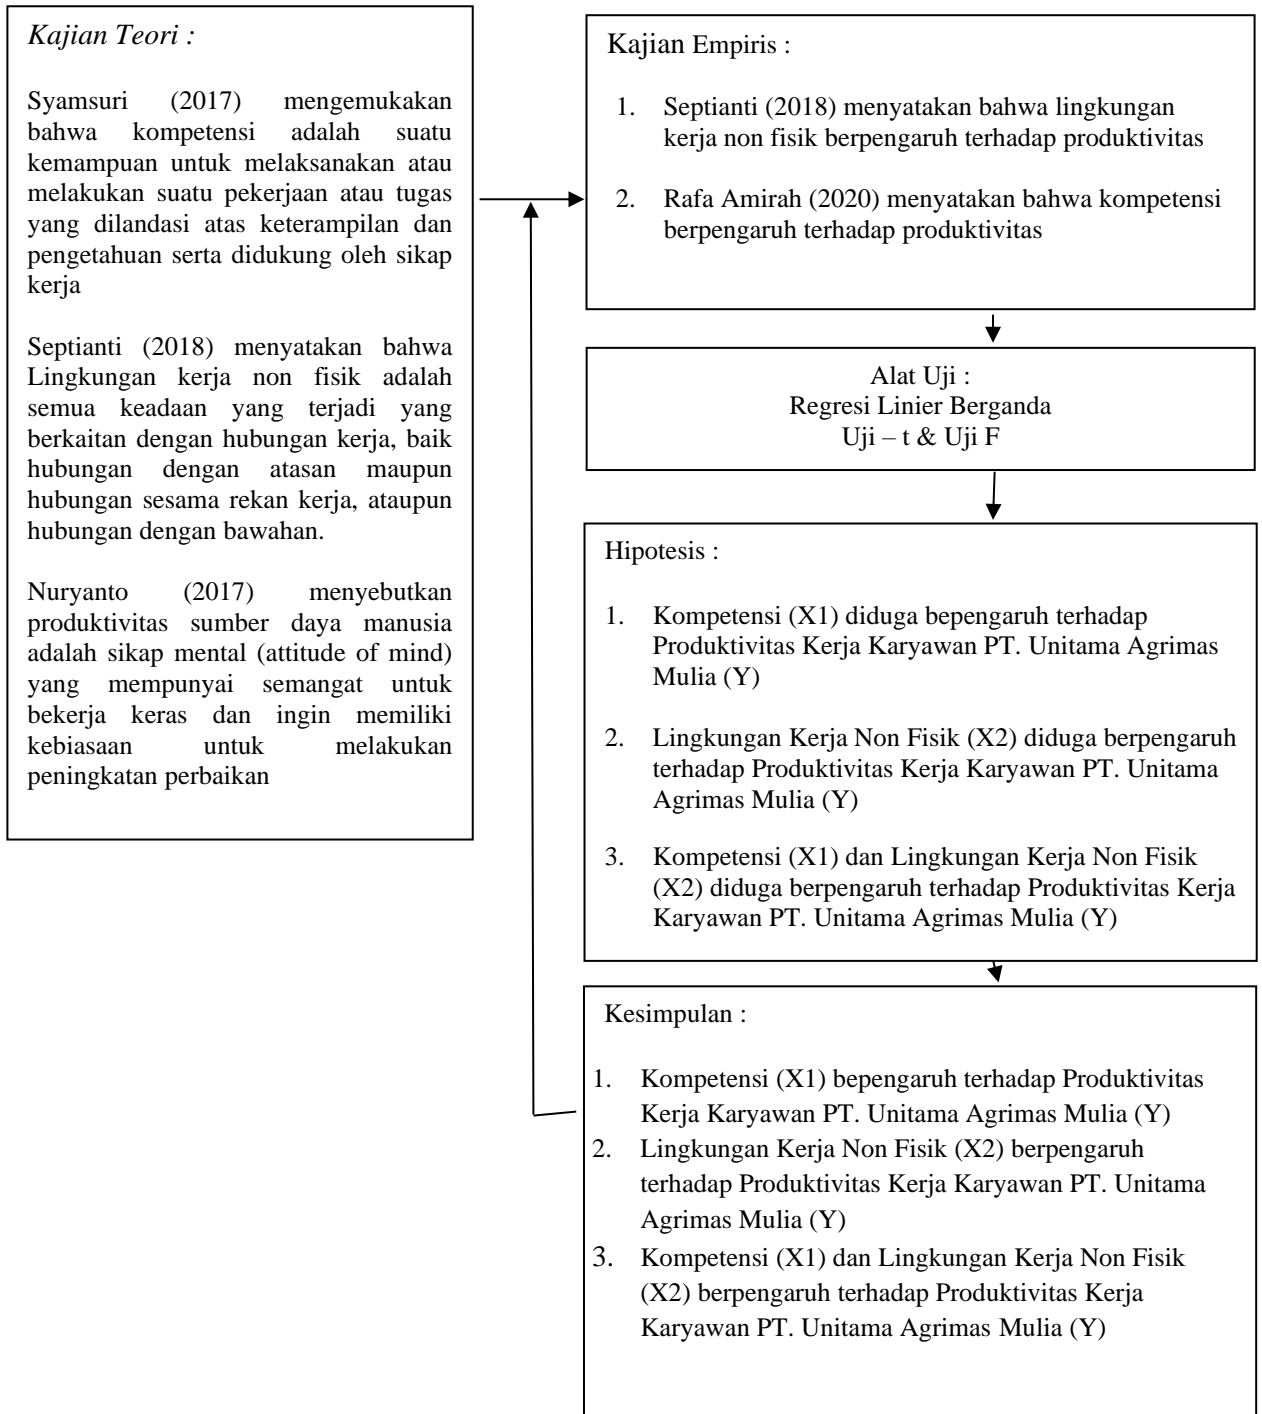 Kajian Teori :
Syamsuri (2017) mengemukakan
bahwa kompetensi adalah suatu
kemampuan untuk melaksanakan atau
melakukan suatu pekerjaan atau tugas
yang dilandasi atas keterampilan dan
pengetahuan serta didukung oleh sikap
kerja
Septianti (2018) menyatakan bahwa
Lingkungan kerja non fisik adalah
semua keadaan yang terjadi yang
berkaitan dengan hubungan kerja, baik
hubungan dengan atasan maupun
hubungan sesama rekan kerja, ataupun
hubungan dengan bawahan.
Nuryanto (2017) menyebutkan
produktivitas sumber daya manusia
adalah sikap mental (attitude of mind)
yang mempunyai semangat untuk
bekerja keras dan ingin memiliki
kebiasaan untuk melakukan
peningkatan perbaikan
Kajian Empiris :
1. Septianti (2018) menyatakan bahwa lingkungan
kerja non fisik berpengaruh terhadap produktivitas
2. Rafa Amirah (2020) menyatakan bahwa kompetensi
berpengaruh terhadap produktivitas
Alat Uji :
Regresi Linier Berganda
Uji – t & Uji F
Hipotesis :
1. Kompetensi (X1) diduga bepengaruh terhadap
Produktivitas Kerja Karyawan PT. Unitama Agrimas
Mulia (Y)
2. Lingkungan Kerja Non Fisik (X2) diduga berpengaruh
terhadap Produktivitas Kerja Karyawan PT. Unitama
Agrimas Mulia (Y)
3. Kompetensi (X1) dan Lingkungan Kerja Non Fisik
(X2) diduga berpengaruh terhadap Produktivitas Kerja
Karyawan PT. Unitama Agrimas Mulia (Y)
Kesimpulan :
1. Kompetensi (X1) bepengaruh terhadap Produktivitas
Kerja Karyawan PT. Unitama Agrimas Mulia (Y)
2. Lingkungan Kerja Non Fisik (X2) berpengaruh
terhadap Produktivitas Kerja Karyawan PT. Unitama
Agrimas Mulia (Y)
3. Kompetensi (X1) dan Lingkungan Kerja Non Fisik
(X2) berpengaruh terhadap Produktivitas Kerja
Karyawan PT. Unitama Agrimas Mulia (Y)